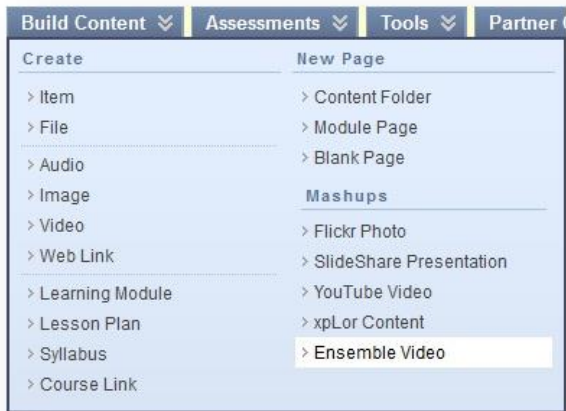 Build Content Assessments Tools Partner
Create
> Item
> File
> Audio
> Image
> Video
> Web Link
> Learning Module
> Lesson Plan
> Syllabus
> Course Link
New Page
> Content Folder
> Module Page
> Blank Page
Mashups
> Flickr Photo
> SlideShare Presentation
> YouTube Video
> xpLor Content
> Ensemble Video